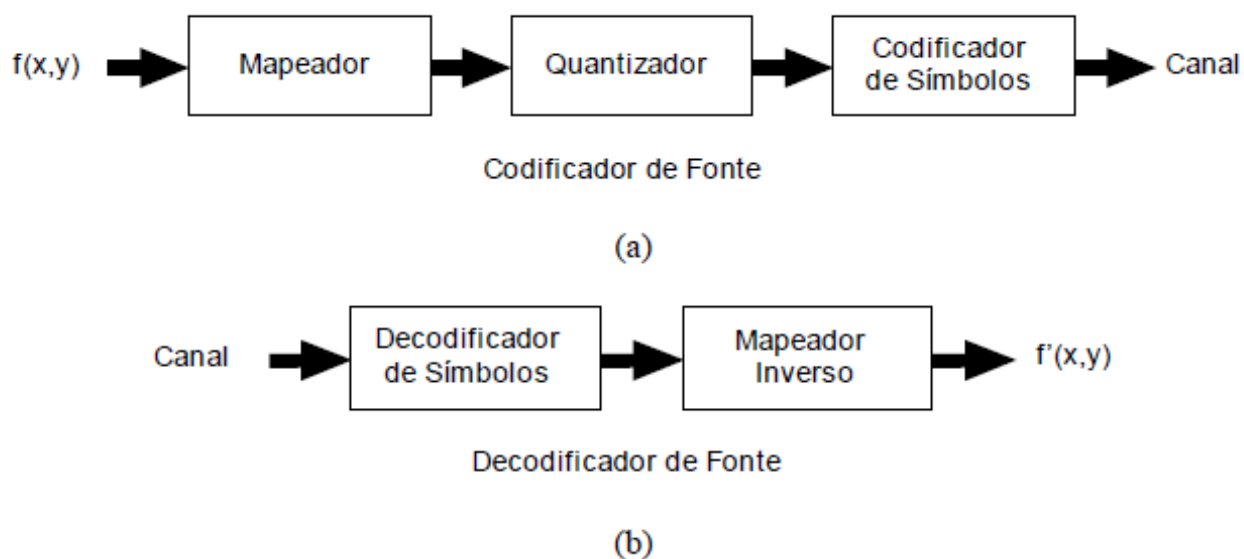 f(x,y)
Mapeador
Quantizador
Codificador
de Símbolos
Canal
Codificador de Fonte
(a)
Canal
Decodificador
de Símbolos
Mapeador
Inverso
f'(x,y)
Decodificador de Fonte
(b)